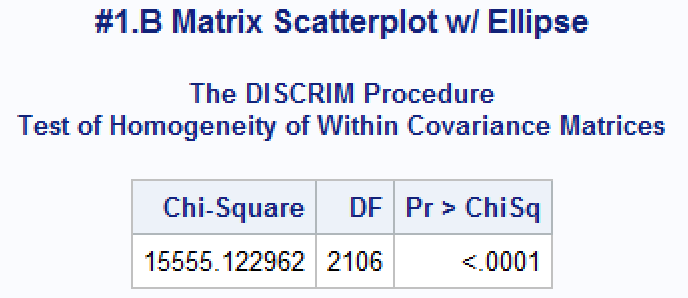 #1.B Matrix Scatterplot w/ Ellipse
The DISCRIM Procedure
Test of Homogeneity of Within Covariance Matrices
Chi-Square DF Pr > ChiSq
15555.122962 2106 <.0001